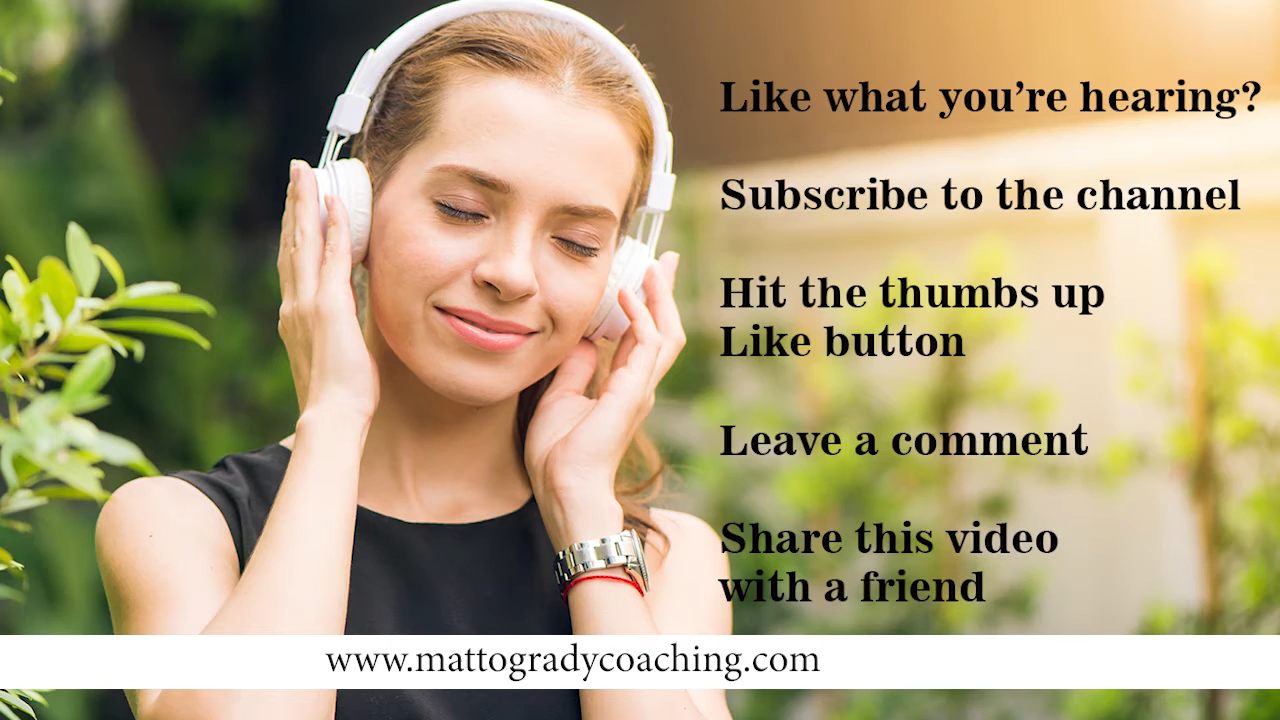 Like what you’re hearing?
Subscribe to the channel
Hit the thumbs up
Like button
Leave a comment
Share this video
with a friend
www.mattogradycoaching.com